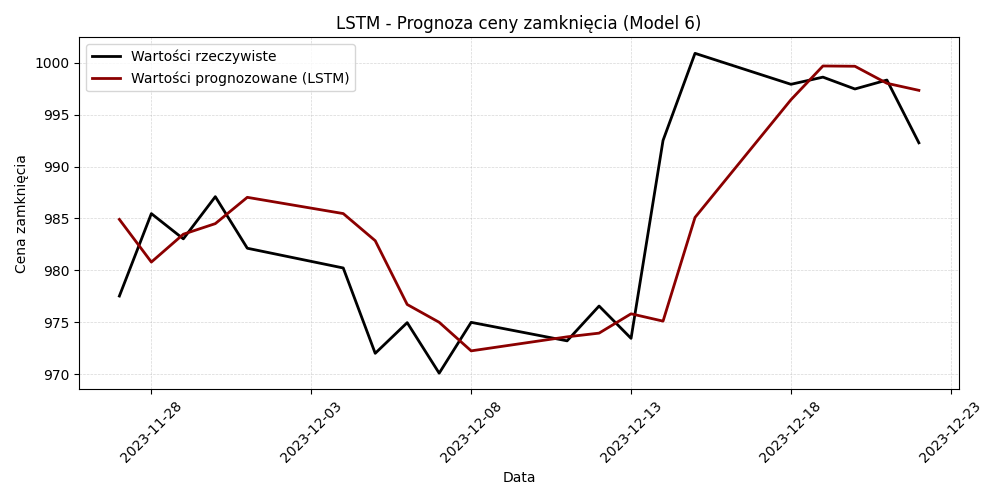 LSTM - Prognoza ceny zamknięcia (Model 6)
Wartości rzeczywiste
Wartości prognozowane (LSTM)
Cena zamknięcia
1000
995
990
985
980
975
970
2023-11-28
2023-12-03
2023-12-08
2023-12-13
2023-12-18
2023-12-23
Data